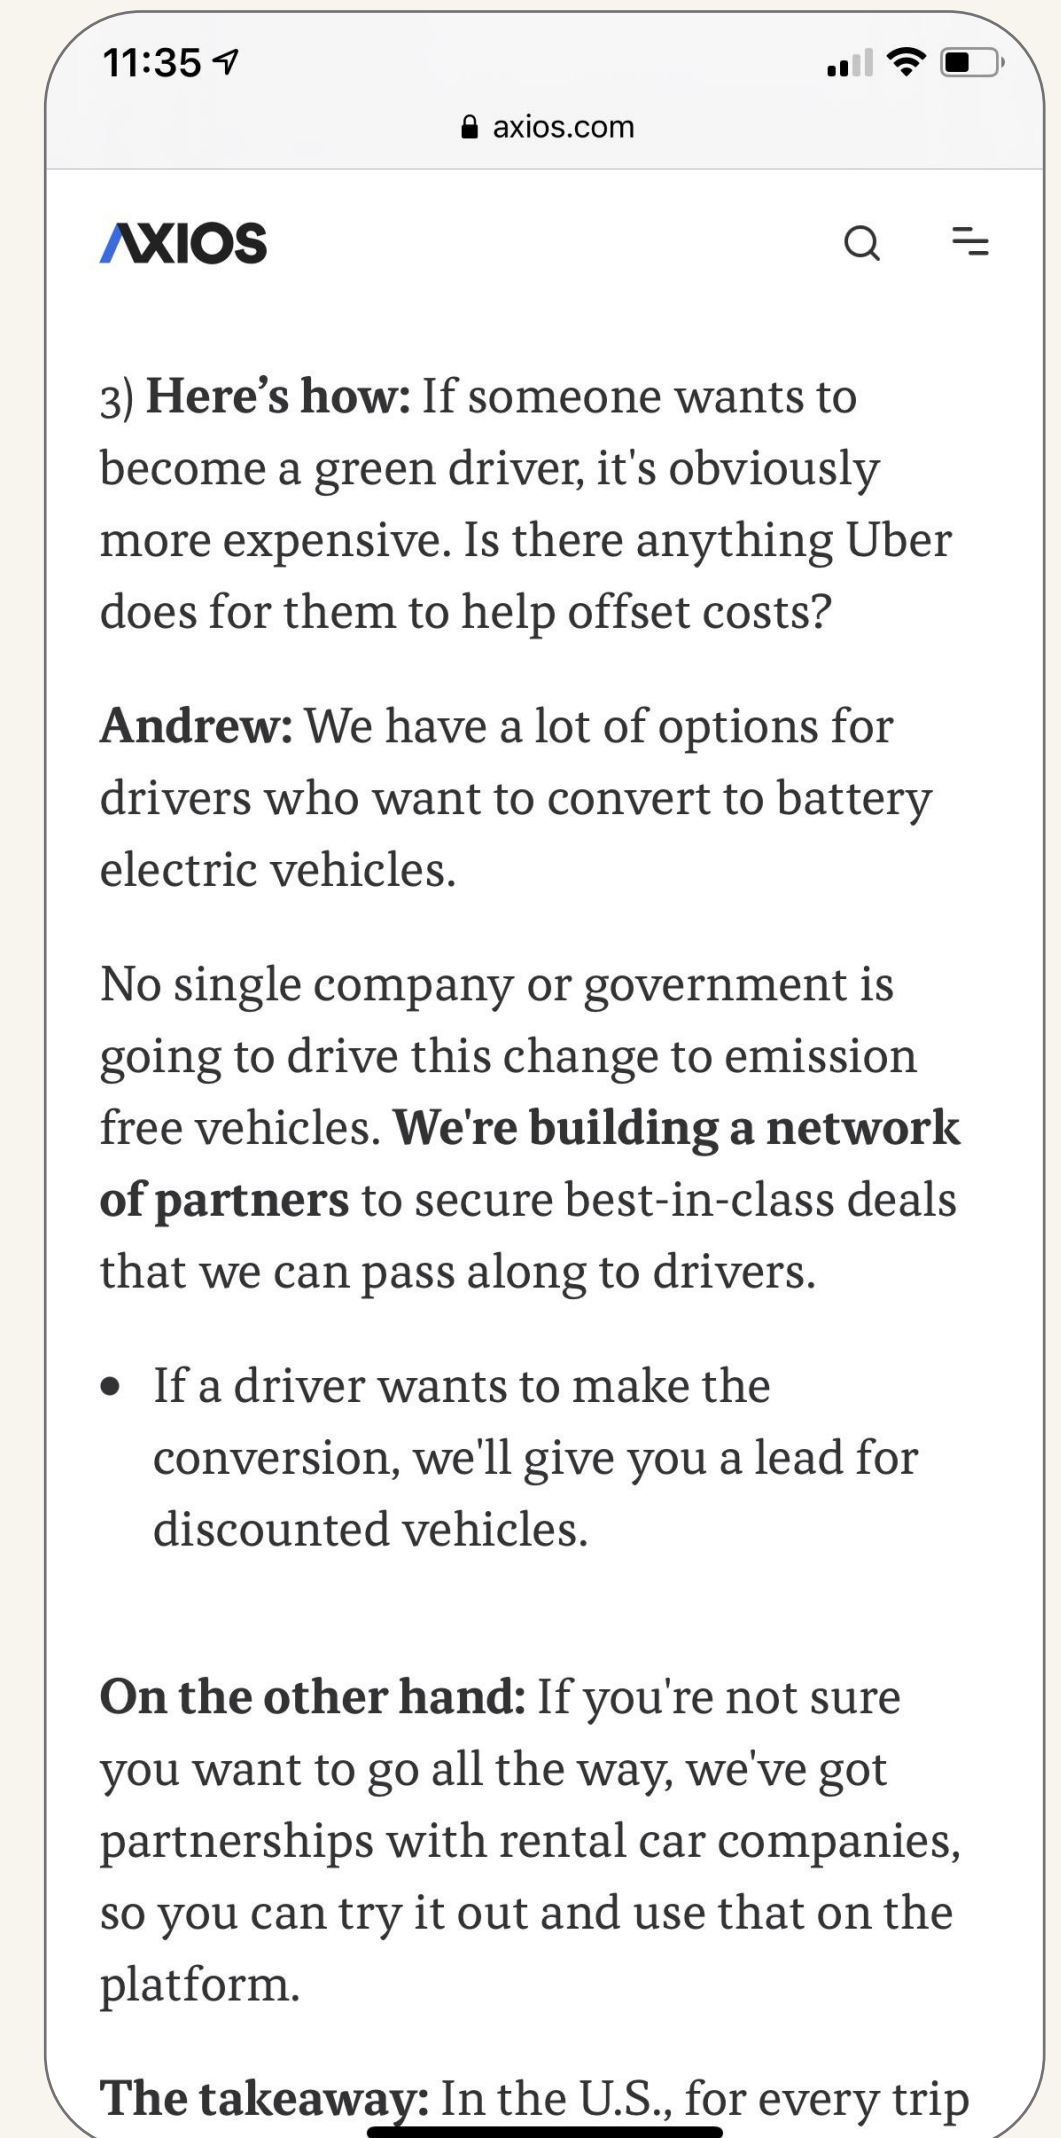 11:35
axios.com
AXIOS
3) Here’s how: If someone wants to
become a green driver, it's obviously
more expensive. Is there anything Uber
does for them to help offset costs?
Andrew: We have a lot of options for
drivers who want to convert to battery
electric vehicles.
No single company or government is
going to drive this change to emission
free vehicles. We're building a network
of partners to secure best-in-class deals
that we can pass along to drivers.
• If a driver wants to make the
conversion, we'll give you a lead for
discounted vehicles.
On the other hand: If you're not sure
you want to go all the way, we've got
partnerships with rental car companies,
so you can try it out and use that on the
platform.
The takeaway: In the U.S., for every trip